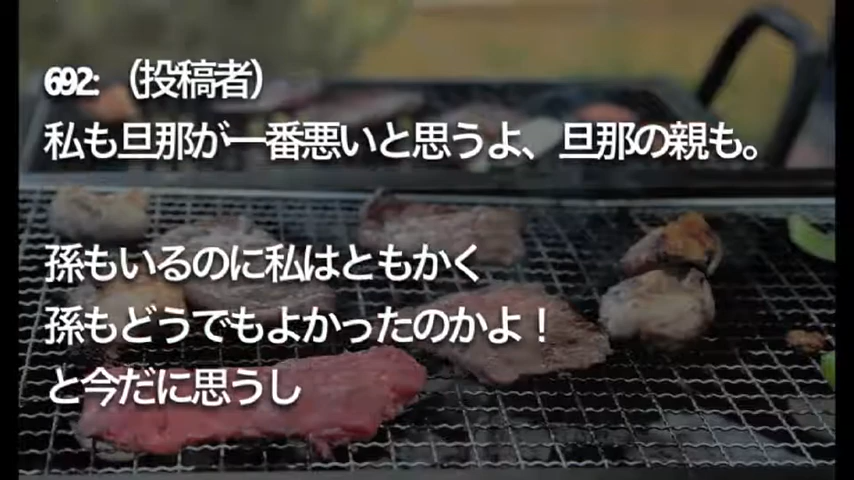 692: （投稿者）
私も旦那が一番悪いと思うよ、旦那の親も。
孫もいるのに私はともかく
孫もどうでもよかったのかよ！
と今だに思うし